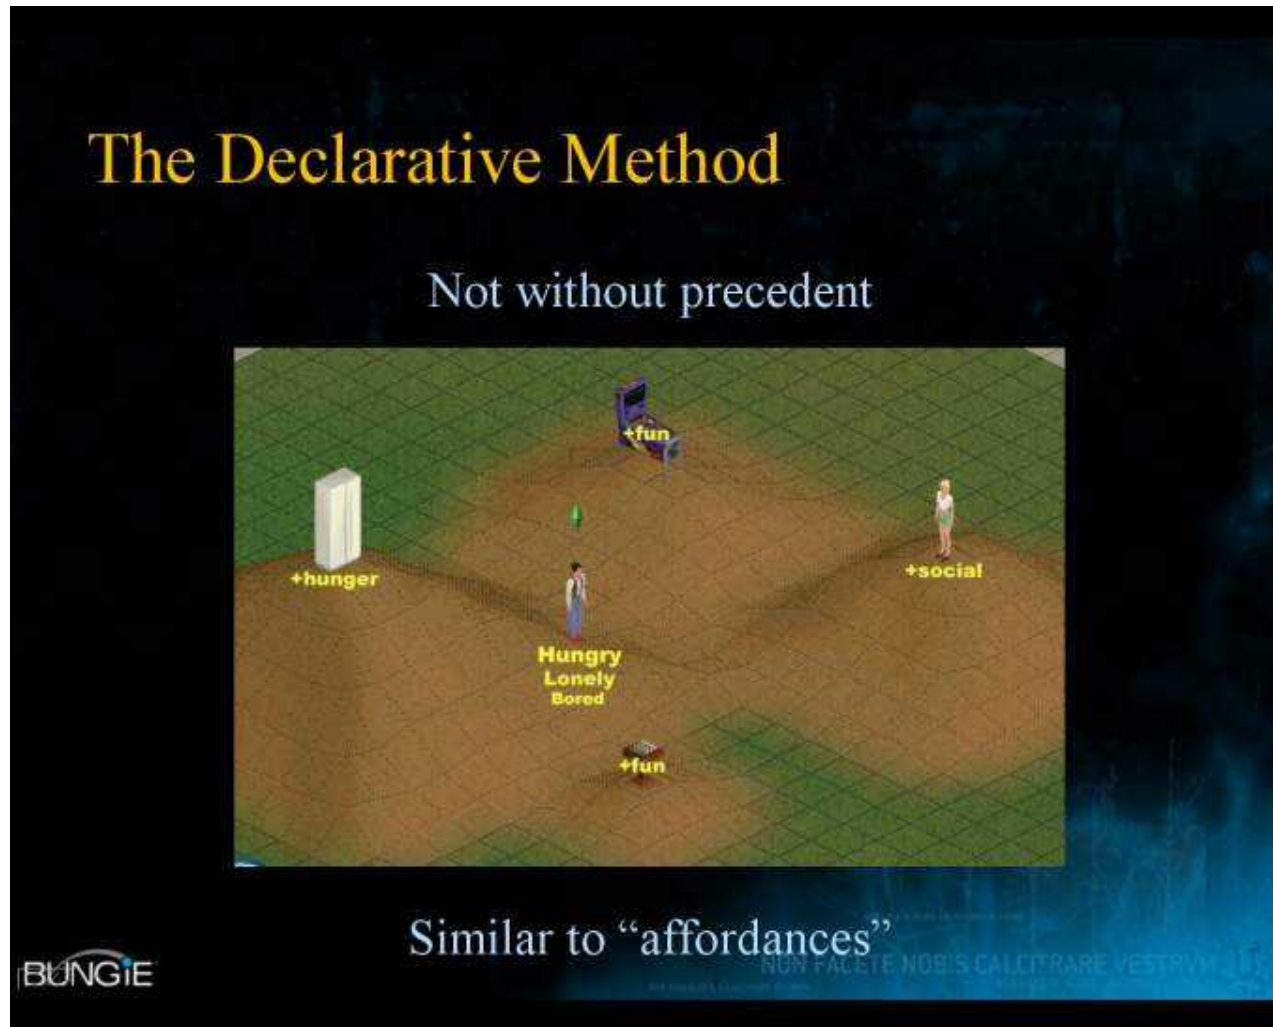 The Declarative Method
Not without precedent
+fun
+hunger
+social
Hungry
Lonely
Bored
+fun
Similar to “affordances”
BUNGiE
NON FACETE NOBIS CALCITRARE VESTRVM